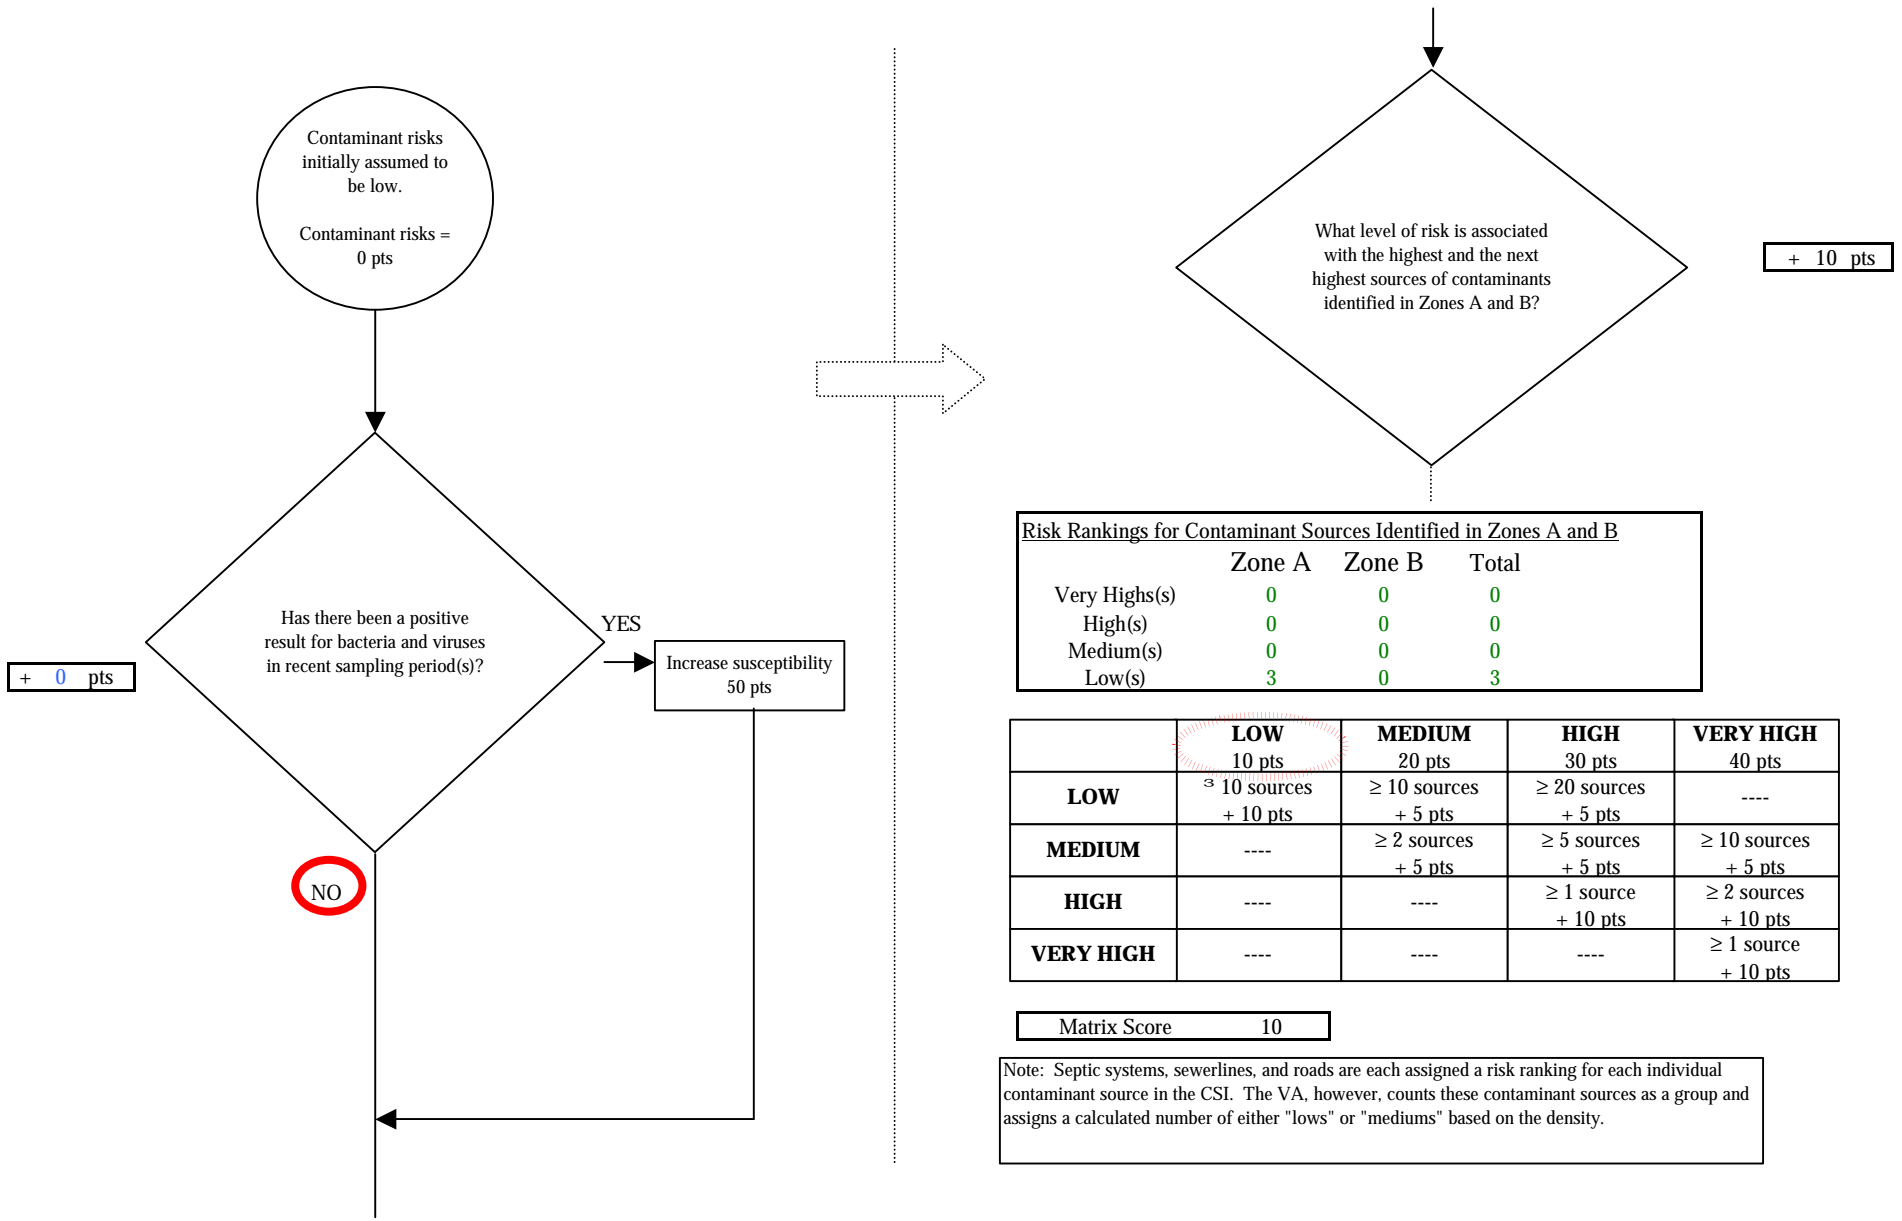 Contaminant risks
initially assumed to
be low.
Contaminant risks =
0 pts
Has there been a positive
result for bacteria and viruses
in recent sampling period(s)?
+ 0 pts
YES
Increase susceptibility
50 pts
NO
What level of risk is associated
with the highest and the next
highest sources of contaminants
identified in Zones A and B?
+ 10 pts
Risk Rankings for Contaminant Sources Identified in Zones A and B
Zone A Zone B Total
Very Highs(s) 0 0 0
High(s) 0 0 0
Medium(s) 0 0 0
Low(s) 3 0 3
LOW MEDIUM HIGH VERY HIGH
10 pts 20 pts 30 pts 40 pts
LOW
³ 10 sources ≥ 10 sources ≥ 20 sources ----
+ 10 pts + 5 pts + 5 pts
MEDIUM
---- ≥ 2 sources ≥ 5 sources ≥ 10 sources
+ 5 pts + 5 pts + 5 pts
HIGH
---- ---- ≥ 1 source ≥ 2 sources
+ 10 pts + 10 pts
VERY HIGH
---- ---- ---- ≥ 1 source
+ 10 pts
Matrix Score 10
Note: Septic systems, sewerlines, and roads are each assigned a risk ranking for each individual
contaminant source in the CSI. The VA, however, counts these contaminant sources as a group and
assigns a calculated number of either "lows" or "mediums" based on the density.